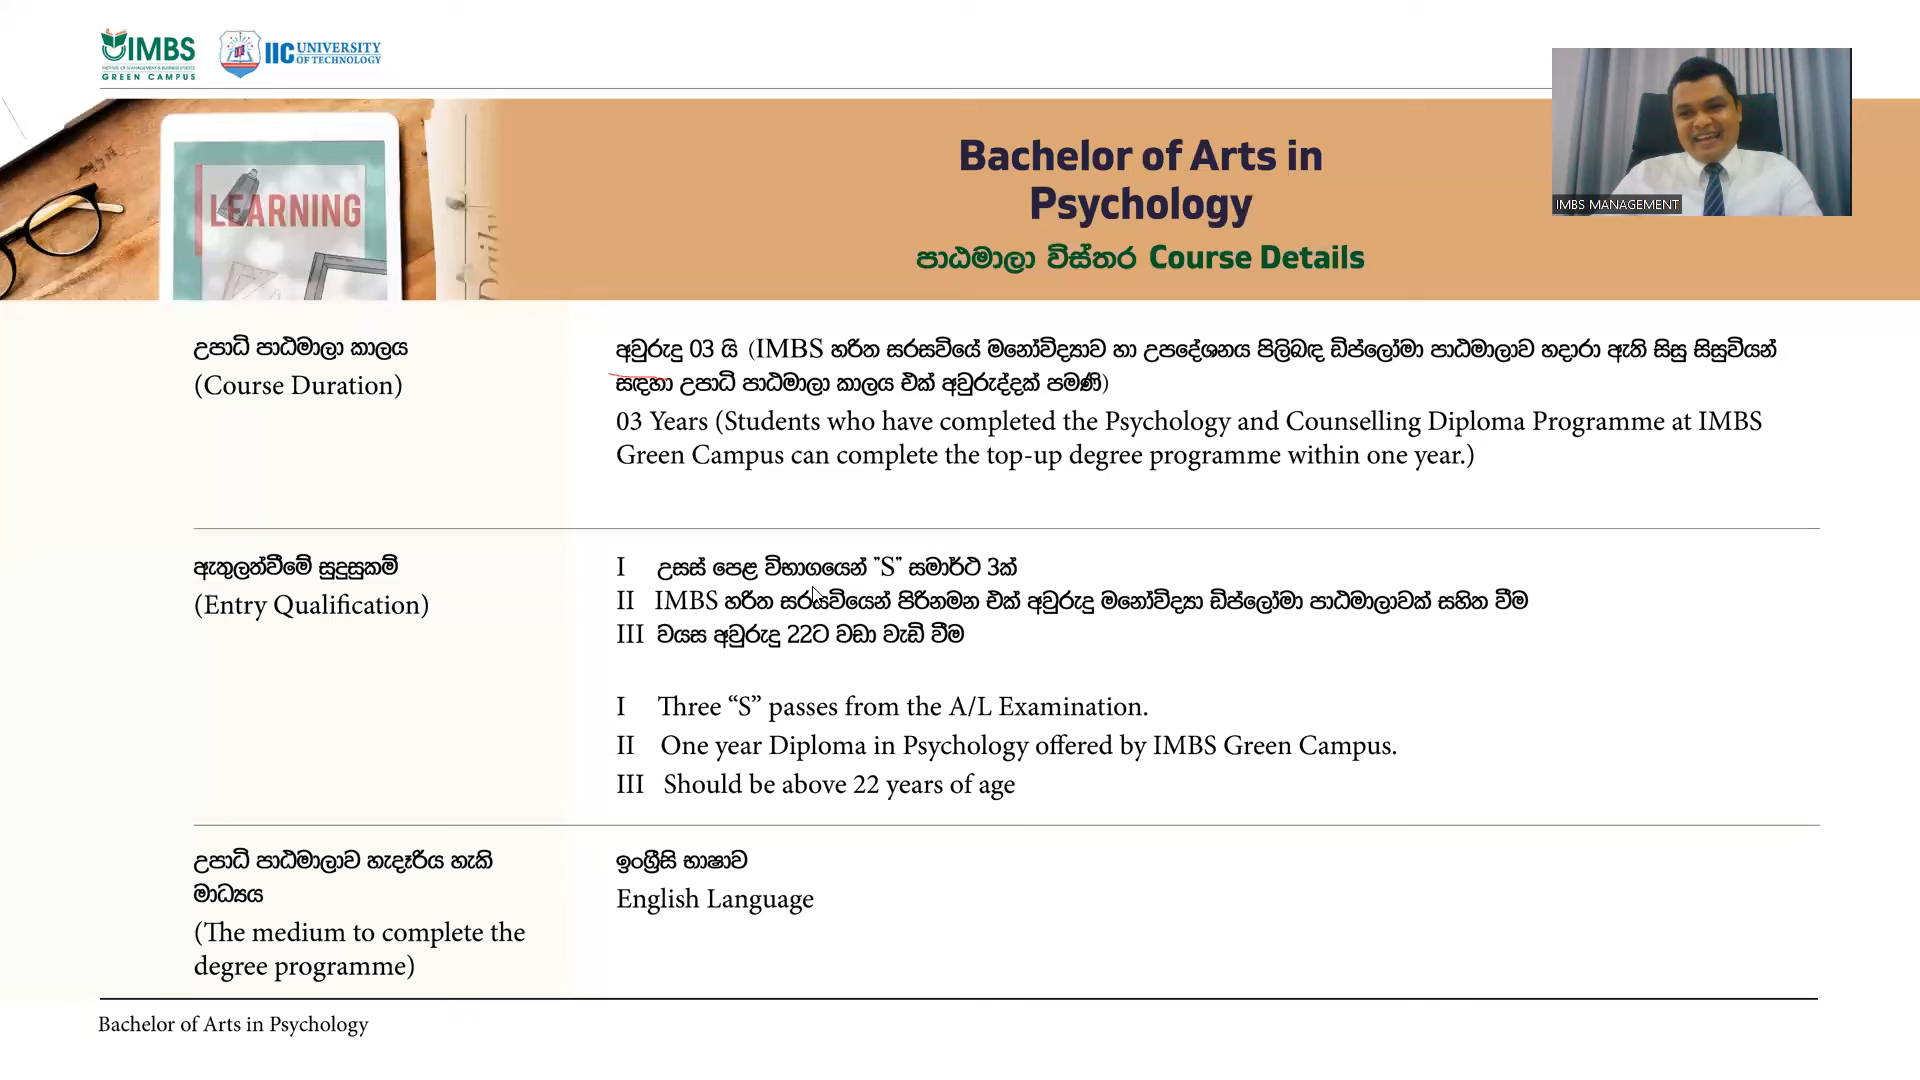 IMBS
INSTITUTE OF MANAGEMENT & BUSINESS STUDIES
GREEN CAMPUS
IIC UNIVERSITY
OF TECHNOLOGY
LEARNING
Daily
Bachelor of Arts in
Psychology
පාඨමාලා විස්තර Course Details
IMBS MANAGEMENT
උපාධි පාඨමාලා කාලය
(Course Duration)
අවුරුදු 03 යි (IMBS හරිත සරසවියේ මනෝවිද්‍යාව හා උපදේශනය පිලිබඳ ඩිප්ලෝමා පාඨමාලාව හදාරා ඇති සිසු සිසුවියන්
සඳහා උපාධි පාඨමාලා කාලය එක් අවුරුද්දක් පමණි)
03 Years (Students who have completed the Psychology and Counselling Diploma Programme at IMBS
Green Campus can complete the top-up degree programme within one year.)
ඇතුලත්වීමේ සුදුසුකම්
(Entry Qualification)
I උසස් පෙළ විභාගයෙන් "S" සමාර්ථ 3ක්
II IMBS හරිත සරසවියෙන් පිරිනමන එක් අවුරුදු මනෝවිද්‍යා ඩිප්ලෝමා පාඨමාලාවක් සහිත වීම
III වයස අවුරුදු 22ට වඩා වැඩි වීම
I Three “S” passes from the A/L Examination.
II One year Diploma in Psychology offered by IMBS Green Campus.
III Should be above 22 years of age
උපාධි පාඨමාලාව හැදෑරිය හැකි
මාධ්‍යය
(The medium to complete the
degree programme)
ඉංග්‍රීසි භාෂාව
English Language
Bachelor of Arts in Psychology